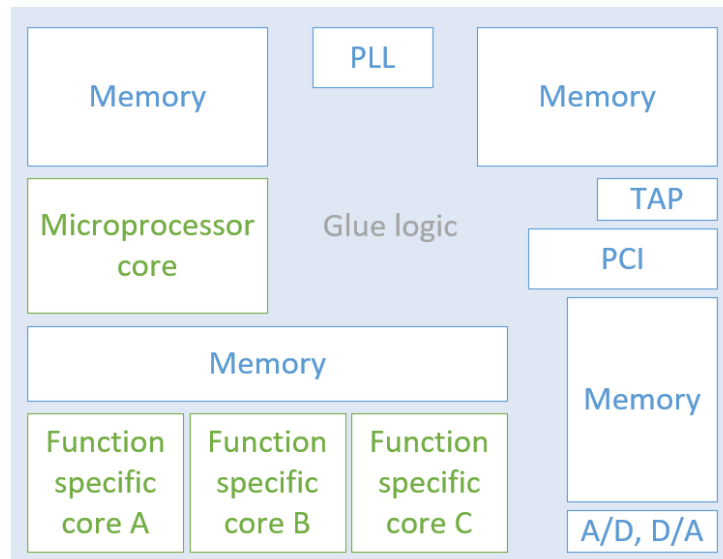 Memory
PLL
Memory
Microprocessor
core
Glue logic
TAP
PCI
Memory
Memory
Function
specific
core A
Function
specific
core B
Function
specific
core C
A/D, D/A